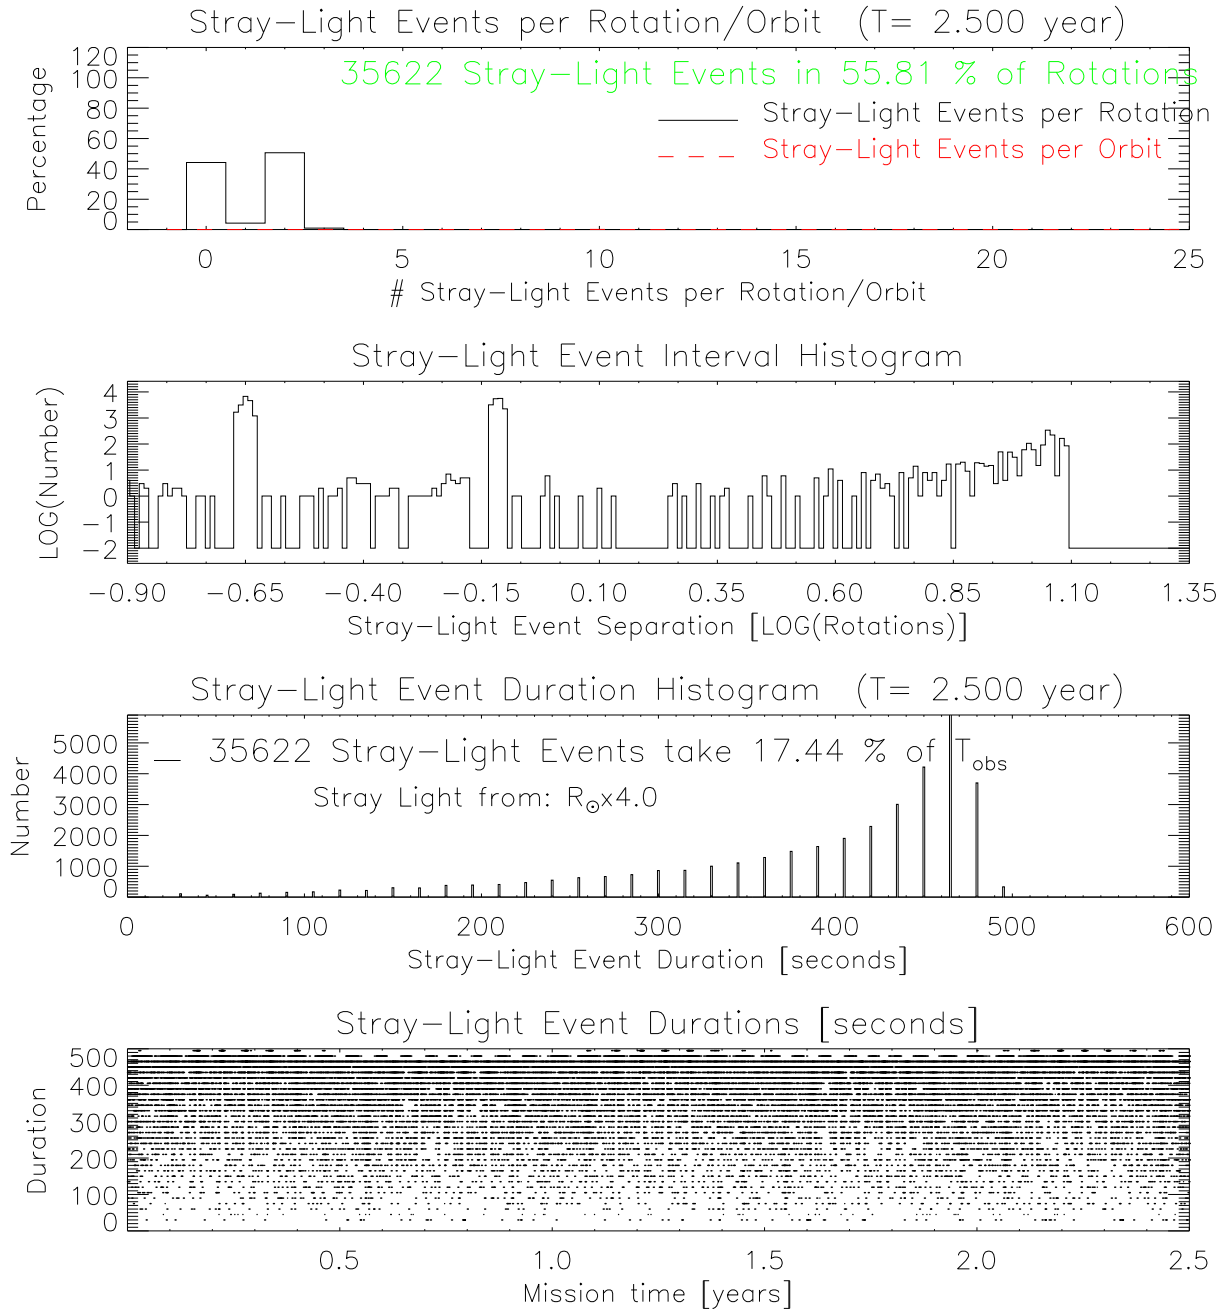 Stray-Light Events per Rotation/Orbit (T= 2.500 year)
35622 Stray-Light Events in 55.81 % of Rotations
Stray-Light Events per Rotation
Stray-Light Events per Orbit
Percentage
120
100
80
60
40
20
0
0 5 10 15 20 25
# Stray-Light Events per Rotation/Orbit
Stray-Light Event Interval Histogram
LOG(Number)
4
3
2
1
0
-1
-2
-0.90 -0.65 -0.40 -0.15 0.10 0.35 0.60 0.85 1.10 1.35
Stray-Light Event Separation [LOG(Rotations)]
Stray-Light Event Duration Histogram (T= 2.500 year)
35622 Stray-Light Events take 17.44 % of Tobs
Stray Light from: R☉x4.0
Number
5000
4000
3000
2000
1000
0
0 100 200 300 400 500 600
Stray-Light Event Duration [seconds]
Stray-Light Event Durations [seconds]
Duration
500
400
300
200
100
0
0.5 1.0 1.5 2.0 2.5
Mission time [years]